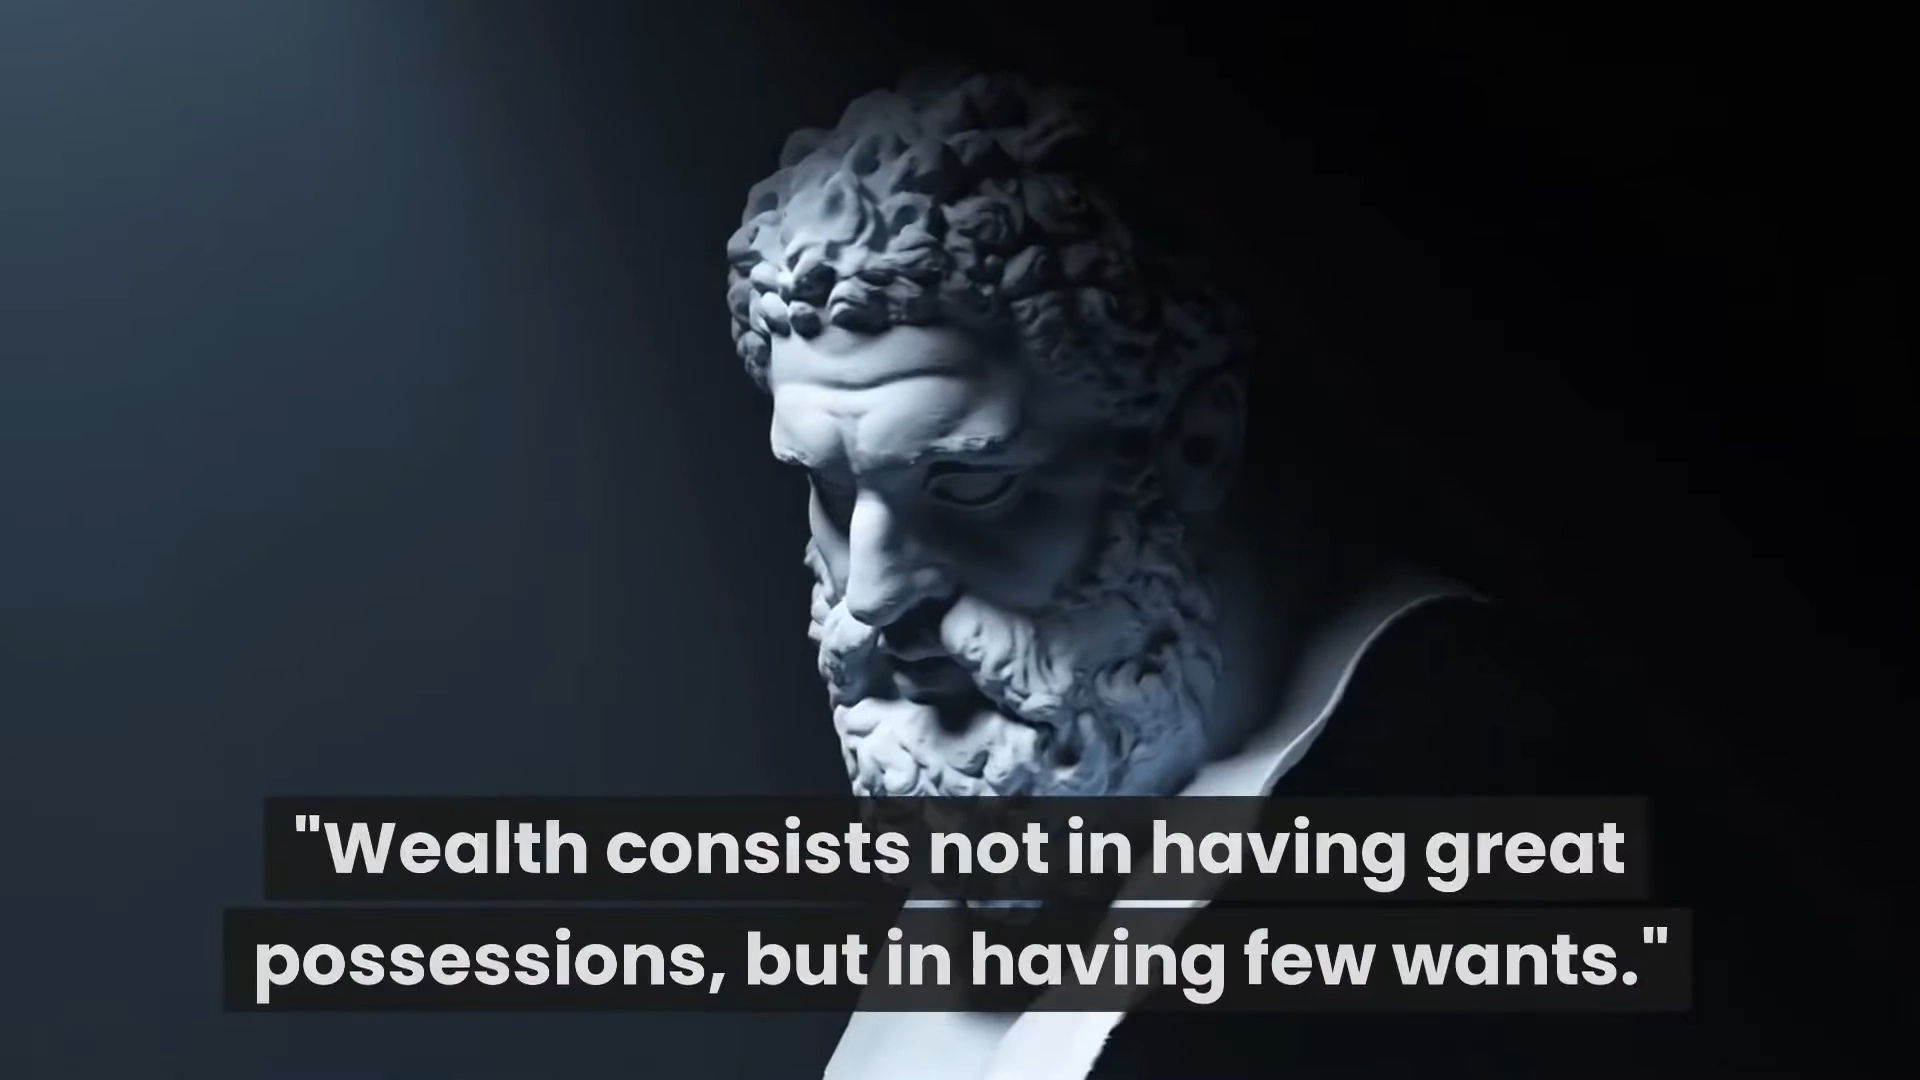 "Wealth consists not in having great
possessions, but in having few wants."